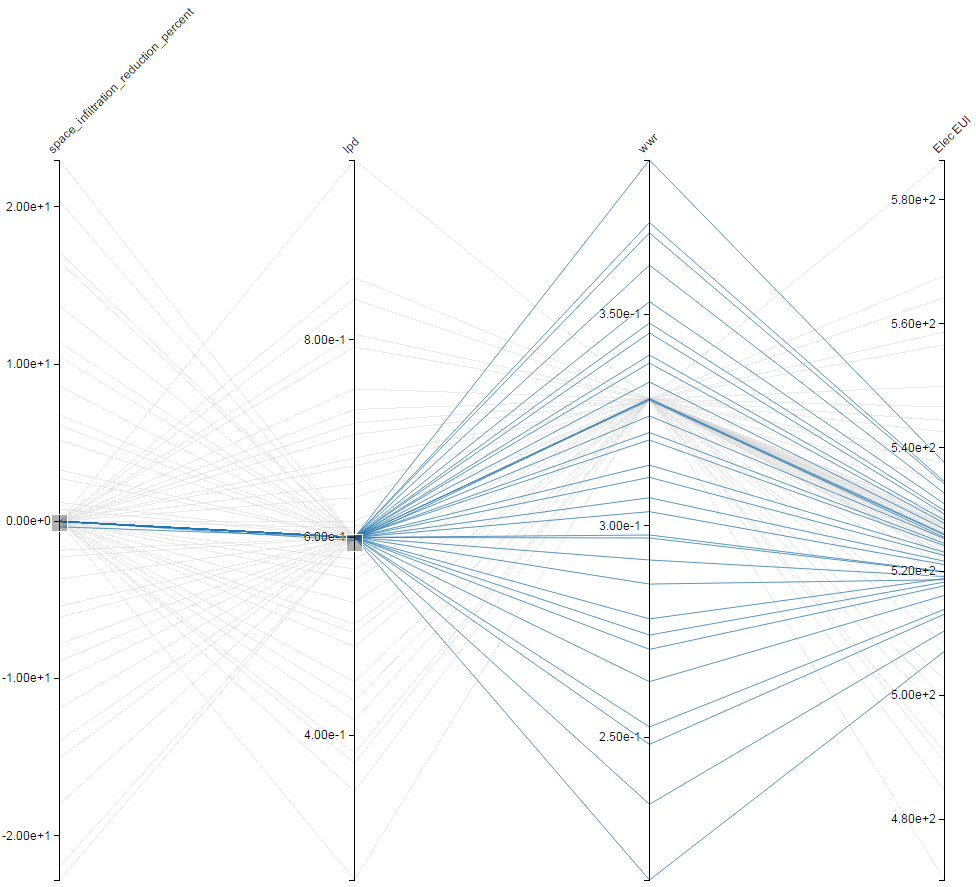 space_infiltration_reduction_percent
lpd
wwr
Elec EUI
2.00e+1
1.00e+1
0.00e+0
-1.00e+1
-2.00e+1
8.00e-1
6.00e-1
4.00e-1
3.50e-1
3.00e-1
2.50e-1
5.80e+2
5.60e+2
5.40e+2
5.20e+2
5.00e+2
4.80e+2